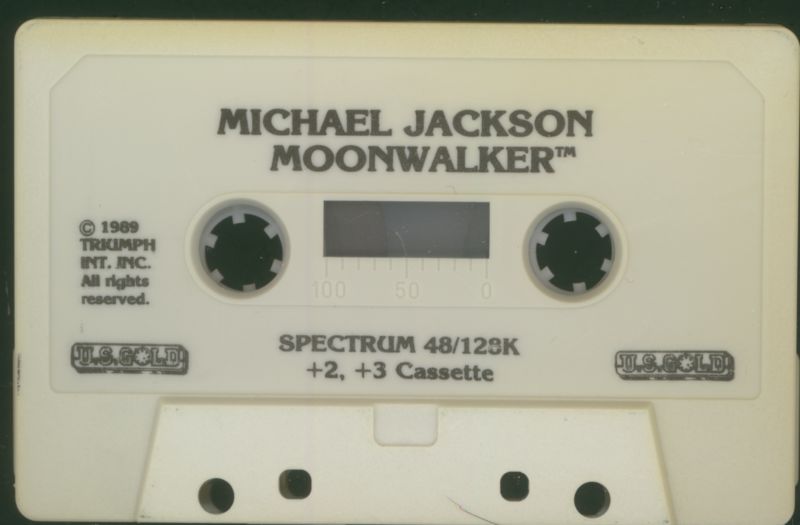 MICHAEL JACKSON
MOONWALKER™
© 1989
TRIUMPH
INT. INC.
All rights
reserved.
100 50 0
SPECTRUM 48/128K
+2, +3 Cassette
U.S. GOLD
U.S. GOLD